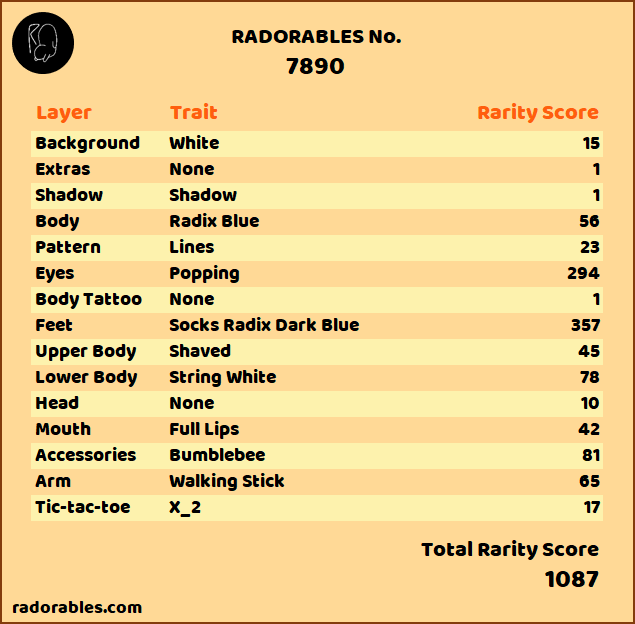 RADORABLES No.
7890
Layer Trait Rarity Score
Background White 15
Extras None 1
Shadow Shadow 1
Body Radix Blue 56
Pattern Lines 23
Eyes Popping 294
Body Tattoo None 1
Feet Socks Radix Dark Blue 357
Upper Body Shaved 45
Lower Body String White 78
Head None 10
Mouth Full Lips 42
Accessories Bumblebee 81
Arm Walking Stick 65
Tic-tac-toe X_2 17
Total Rarity Score
1087
radorables.com